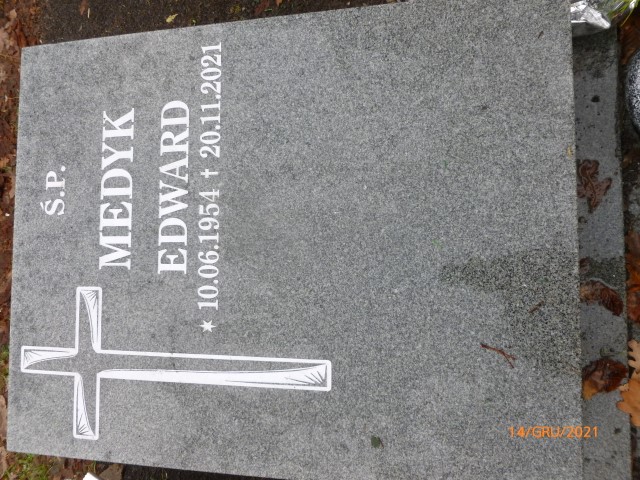 Ś.P.
MEDYK
EDWARD
* 10.06.1954 † 20.11.2021
14/GRU/2021